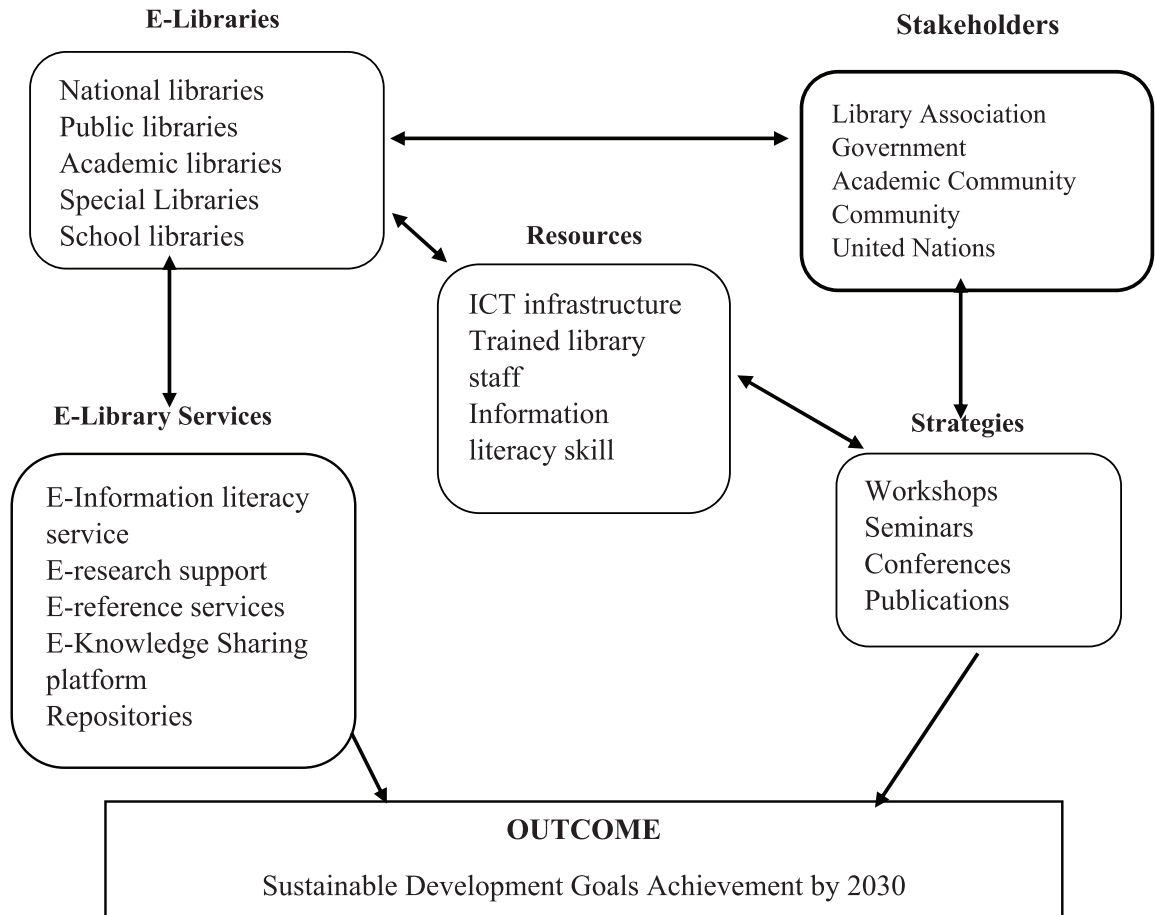 E-Libraries
National libraries
Public libraries
Academic libraries
Special Libraries
School libraries
Stakeholders
Library Association
Government
Academic Community
Community
United Nations
Resources
ICT infrastructure
Trained library
staff
Information
literacy skill
E-Library Services
E-Information literacy
service
E-research support
E-reference services
E-Knowledge Sharing
platform
Repositories
Strategies
Workshops
Seminars
Conferences
Publications
OUTCOME
Sustainable Development Goals Achievement by 2030